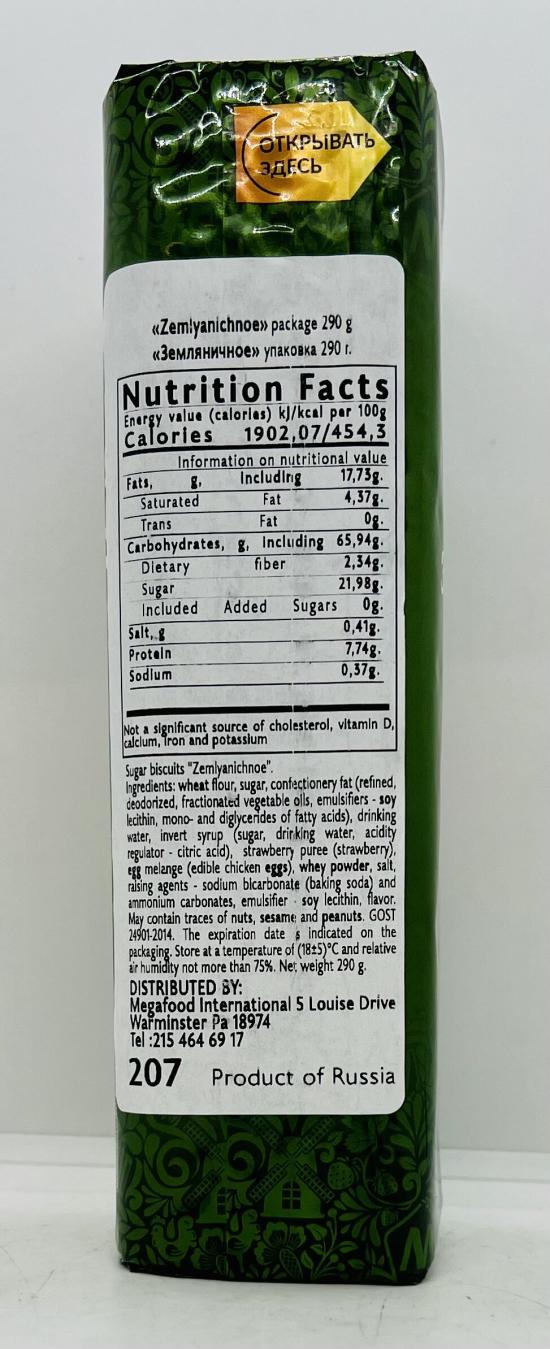 ОТКРЫВАТЬ
ЗДЕСЬ
«Zemlyanichnoe» package 290 g
«Земляничное» упаковка 290 г.
Nutrition Facts
Energy value (calories) kJ/kcal per 100g
Calories 1902,07/454,3
Information on nutritional value
Fats, g, Including 17,73g.
Saturated Fat 4,37g.
Trans Fat 0g.
Carbohydrates, g, Including 65,94g.
Dietary fiber 2,34g.
Sugar 21,98g.
Included Added Sugars 0g.
Salt, g 0,41g.
Protein 7,74g.
Sodium 0,37g.
Not a significant source of cholesterol, vitamin D,
calcium, iron and potassium
Sugar biscuits "Zemlyanichnoe".
Ingredients: wheat flour, sugar, confectionery fat (refined,
deodorized, fractionated vegetable oils, emulsifiers - soy
lecithin, mono- and diglycerides of fatty acids), drinking
water, invert syrup (sugar, drinking water, acidity
regulator - citric acid), strawberry puree (strawberry),
egg melange (edible chicken eggs), whey powder, salt,
raising agents - sodium bicarbonate (baking soda) and
ammonium carbonates, emulsifier - soy lecithin, flavor.
May contain traces of nuts, sesame and peanuts. GOST
24901-2014. The expiration date is indicated on the
packaging. Store at a temperature of (18±5)°C and relative
air humidity not more than 75%. Net weight 290 g.
DISTRIBUTED BY:
Megafood International 5 Louise Drive
Warminster Pa 18974
Tel :215 464 69 17
207 Product of Russia